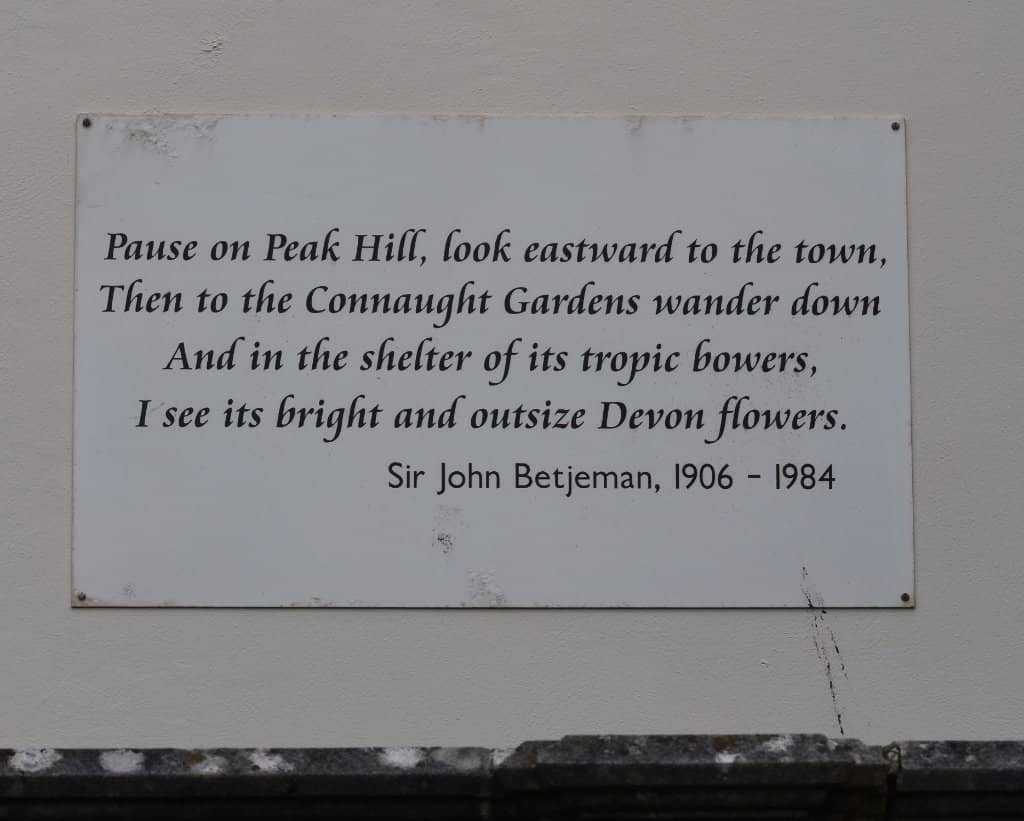 Pause on Peak Hill, look eastward to the town,
Then to the Connaught Gardens wander down
And in the shelter of its tropic bowers,
I see its bright and outsize Devon flowers.
Sir John Betjeman, 1906 – 1984